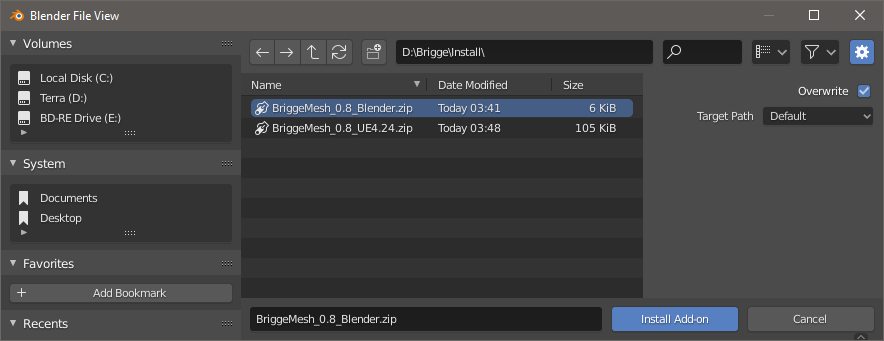 Blender File View
Volumes
Local Disk (C:)
Terra (D:)
BD-RE Drive (E:)
System
Documents
Desktop
Favorites
Add Bookmark
Recents
D:\Brigge\Install\
Name Date Modified Size
BriggeMesh_0.8_Blender.zip Today 03:41 6 KiB
BriggeMesh_0.8_UE4.24.zip Today 03:48 105 KiB
Overwrite
Target Path Default
BriggeMesh_0.8_Blender.zip Install Add-on Cancel